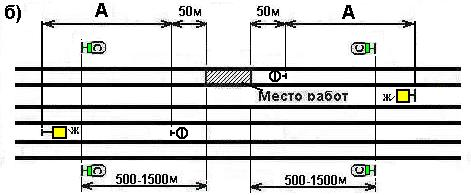 б)
А 50м 50м А
Место работ ж
ж
500-1500м 500-1500м
С С
С С